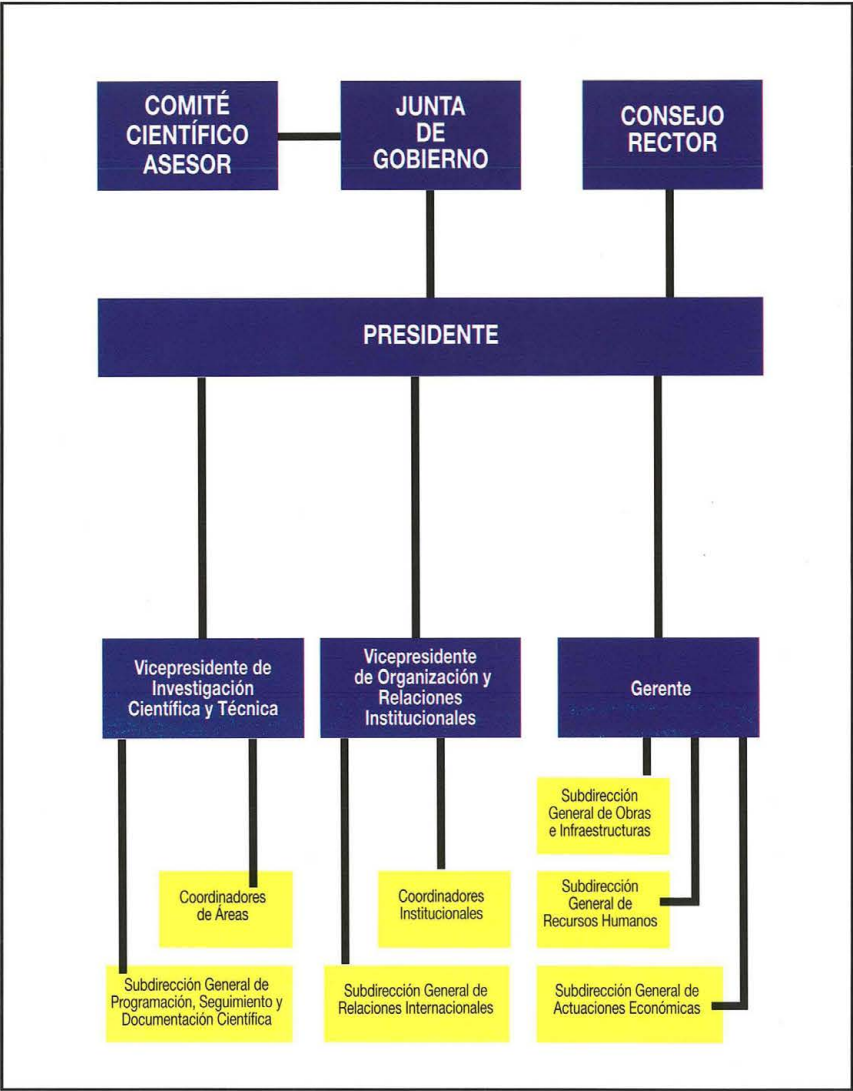 COMITÉ
CIENTÍFICO
ASESOR
JUNTA
DE
GOBIERNO
CONSEJO
RECTOR
PRESIDENTE
Vicepresidente de
Investigación
Científica y Técnica
Vicepresidente
de Organización y
Relaciones
Institucionales
Gerente
Subdirección
General de Obras
e Infraestructuras
Coordinadores
de Áreas
Coordinadores
Institucionales
Subdirección
General de
Recursos Humanos
Subdirección General de
Programación, Seguimiento y
Documentación Científica
Subdirección General de
Relaciones Internacionales
Subdirección General de
Actuaciones Económicas